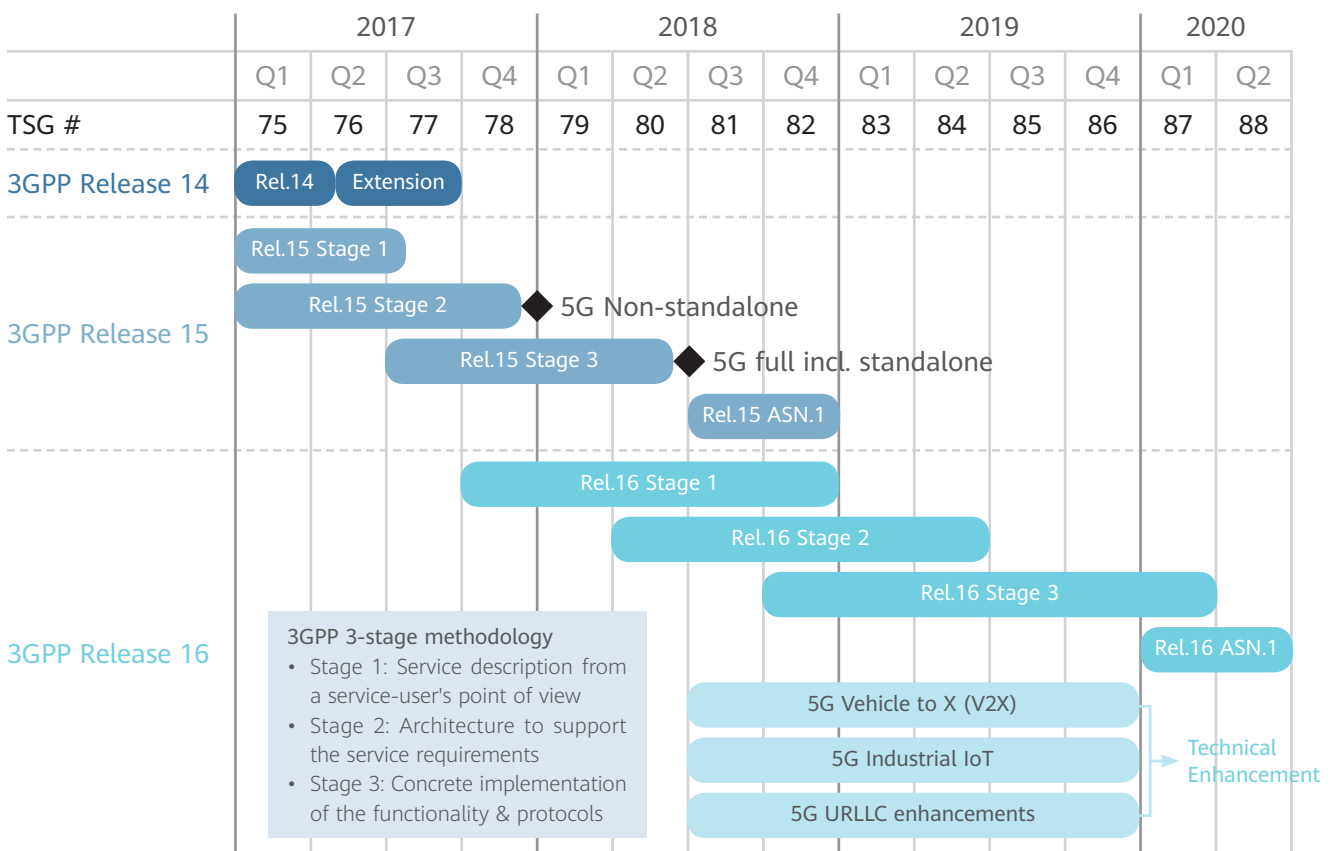 2017 2018 2019 2020
Q1 Q2 Q3 Q4 Q1 Q2 Q3 Q4 Q1 Q2 Q3 Q4 Q1 Q2
TSG # 75 76 77 78 79 80 81 82 83 84 85 86 87 88
3GPP Release 14
Rel.14 Extension
3GPP Release 15
Rel.15 Stage 1
Rel.15 Stage 2
5G Non-standalone
Rel.15 Stage 3
5G full incl. standalone
Rel.15 ASN.1
3GPP Release 16
Rel.16 Stage 1
Rel.16 Stage 2
Rel.16 Stage 3
Rel.16 ASN.1
5G Vehicle to X (V2X)
5G Industrial IoT
5G URLLC enhancements
Technical
Enhancement
3GPP 3-stage methodology
• Stage 1: Service description from
a service-user's point of view
• Stage 2: Architecture to support
the service requirements
• Stage 3: Concrete implementation
of the functionality & protocols